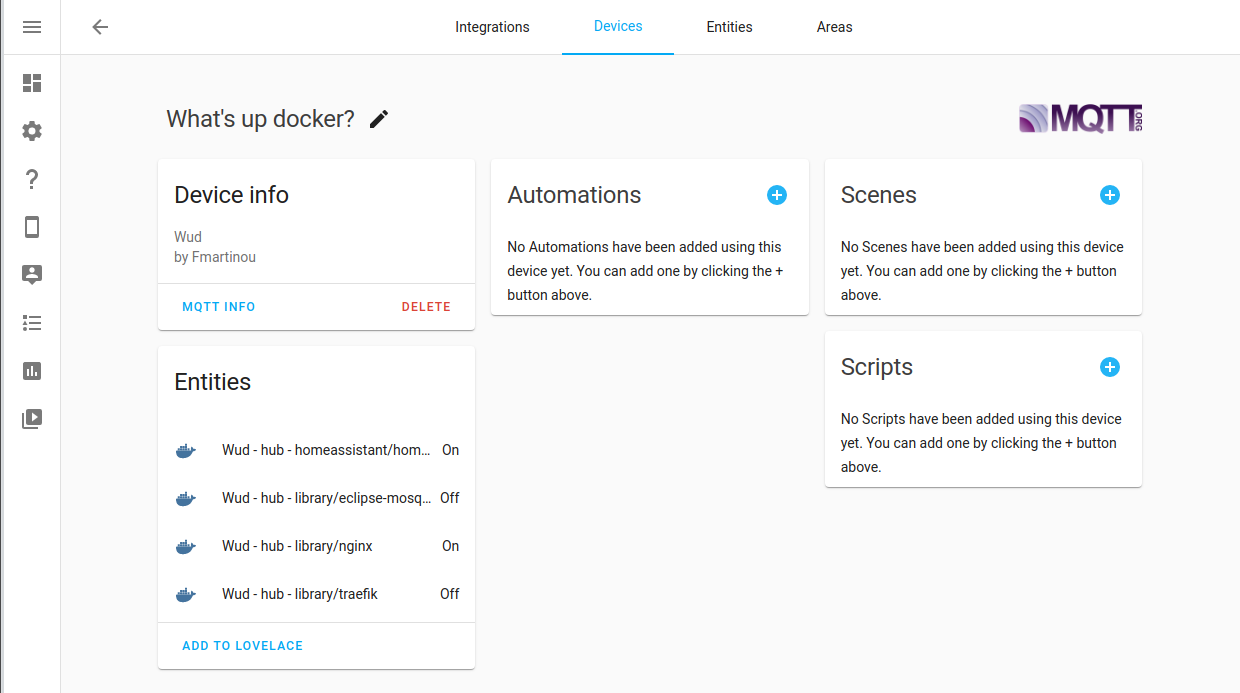 Integrations
Devices
Entities
Areas
What's up docker?
MQTT.ORG
Device info
Wud
by Fmartinou
MQTT INFO
DELETE
Automations
No Automations have been added using this
device yet. You can add one by clicking the +
button above.
Scenes
No Scenes have been added using this device
yet. You can add one by clicking the + button
above.
Scripts
No Scripts have been added using this device
yet. You can add one by clicking the + button
above.
Entities
Wud - hub - homeassistant/hom... On
Wud - hub - library/eclipse-mosq... Off
Wud - hub - library/nginx On
Wud - hub - library/traefik Off
ADD TO LOVELACE